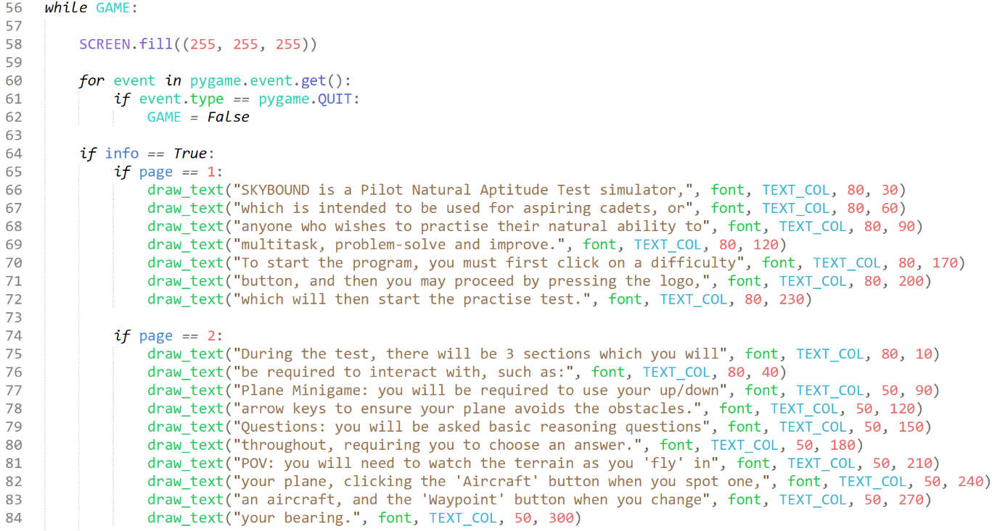 56 while GAME:
57
58 SCREEN.fill((255, 255, 255))
59
60 for event in pygame.event.get():
61 if event.type == pygame.QUIT:
62 GAME = False
63
64 if info == True:
65 if page == 1:
66 draw_text("SKYBOUND is a Pilot Natural Aptitude Test simulator,", font, TEXT_COL, 80, 30)
67 draw_text("which is intended to be used for aspiring cadets, or", font, TEXT_COL, 80, 60)
68 draw_text("anyone who wishes to practise their natural ability to", font, TEXT_COL, 80, 90)
69 draw_text("multitask, problem-solve and improve.", font, TEXT_COL, 80, 120)
70 draw_text("To start the program, you must first click on a difficulty", font, TEXT_COL, 80, 170)
71 draw_text("button, and then you may proceed by pressing the logo,", font, TEXT_COL, 80, 200)
72 draw_text("which will then start the practise test.", font, TEXT_COL, 80, 230)
73
74 if page == 2:
75 draw_text("During the test, there will be 3 sections which you will", font, TEXT_COL, 80, 10)
76 draw_text("be required to interact with, such as:", font, TEXT_COL, 80, 40)
77 draw_text("Plane Minigame: you will be required to use your up/down", font, TEXT_COL, 50, 90)
78 draw_text("arrow keys to ensure your plane avoids the obstacles.", font, TEXT_COL, 50, 120)
79 draw_text("Questions: you will be asked basic reasoning questions", font, TEXT_COL, 50, 150)
80 draw_text("throughout, requiring you to choose an answer.", font, TEXT_COL, 50, 180)
81 draw_text("POV: you will need to watch the terrain as you 'fly' in", font, TEXT_COL, 50, 210)
82 draw_text("your plane, clicking the 'Aircraft' button when you spot one,", font, TEXT_COL, 50, 240)
83 draw_text("an aircraft, and the 'Waypoint' button when you change", font, TEXT_COL, 50, 270)
84 draw_text("your bearing.", font, TEXT_COL, 50, 300)